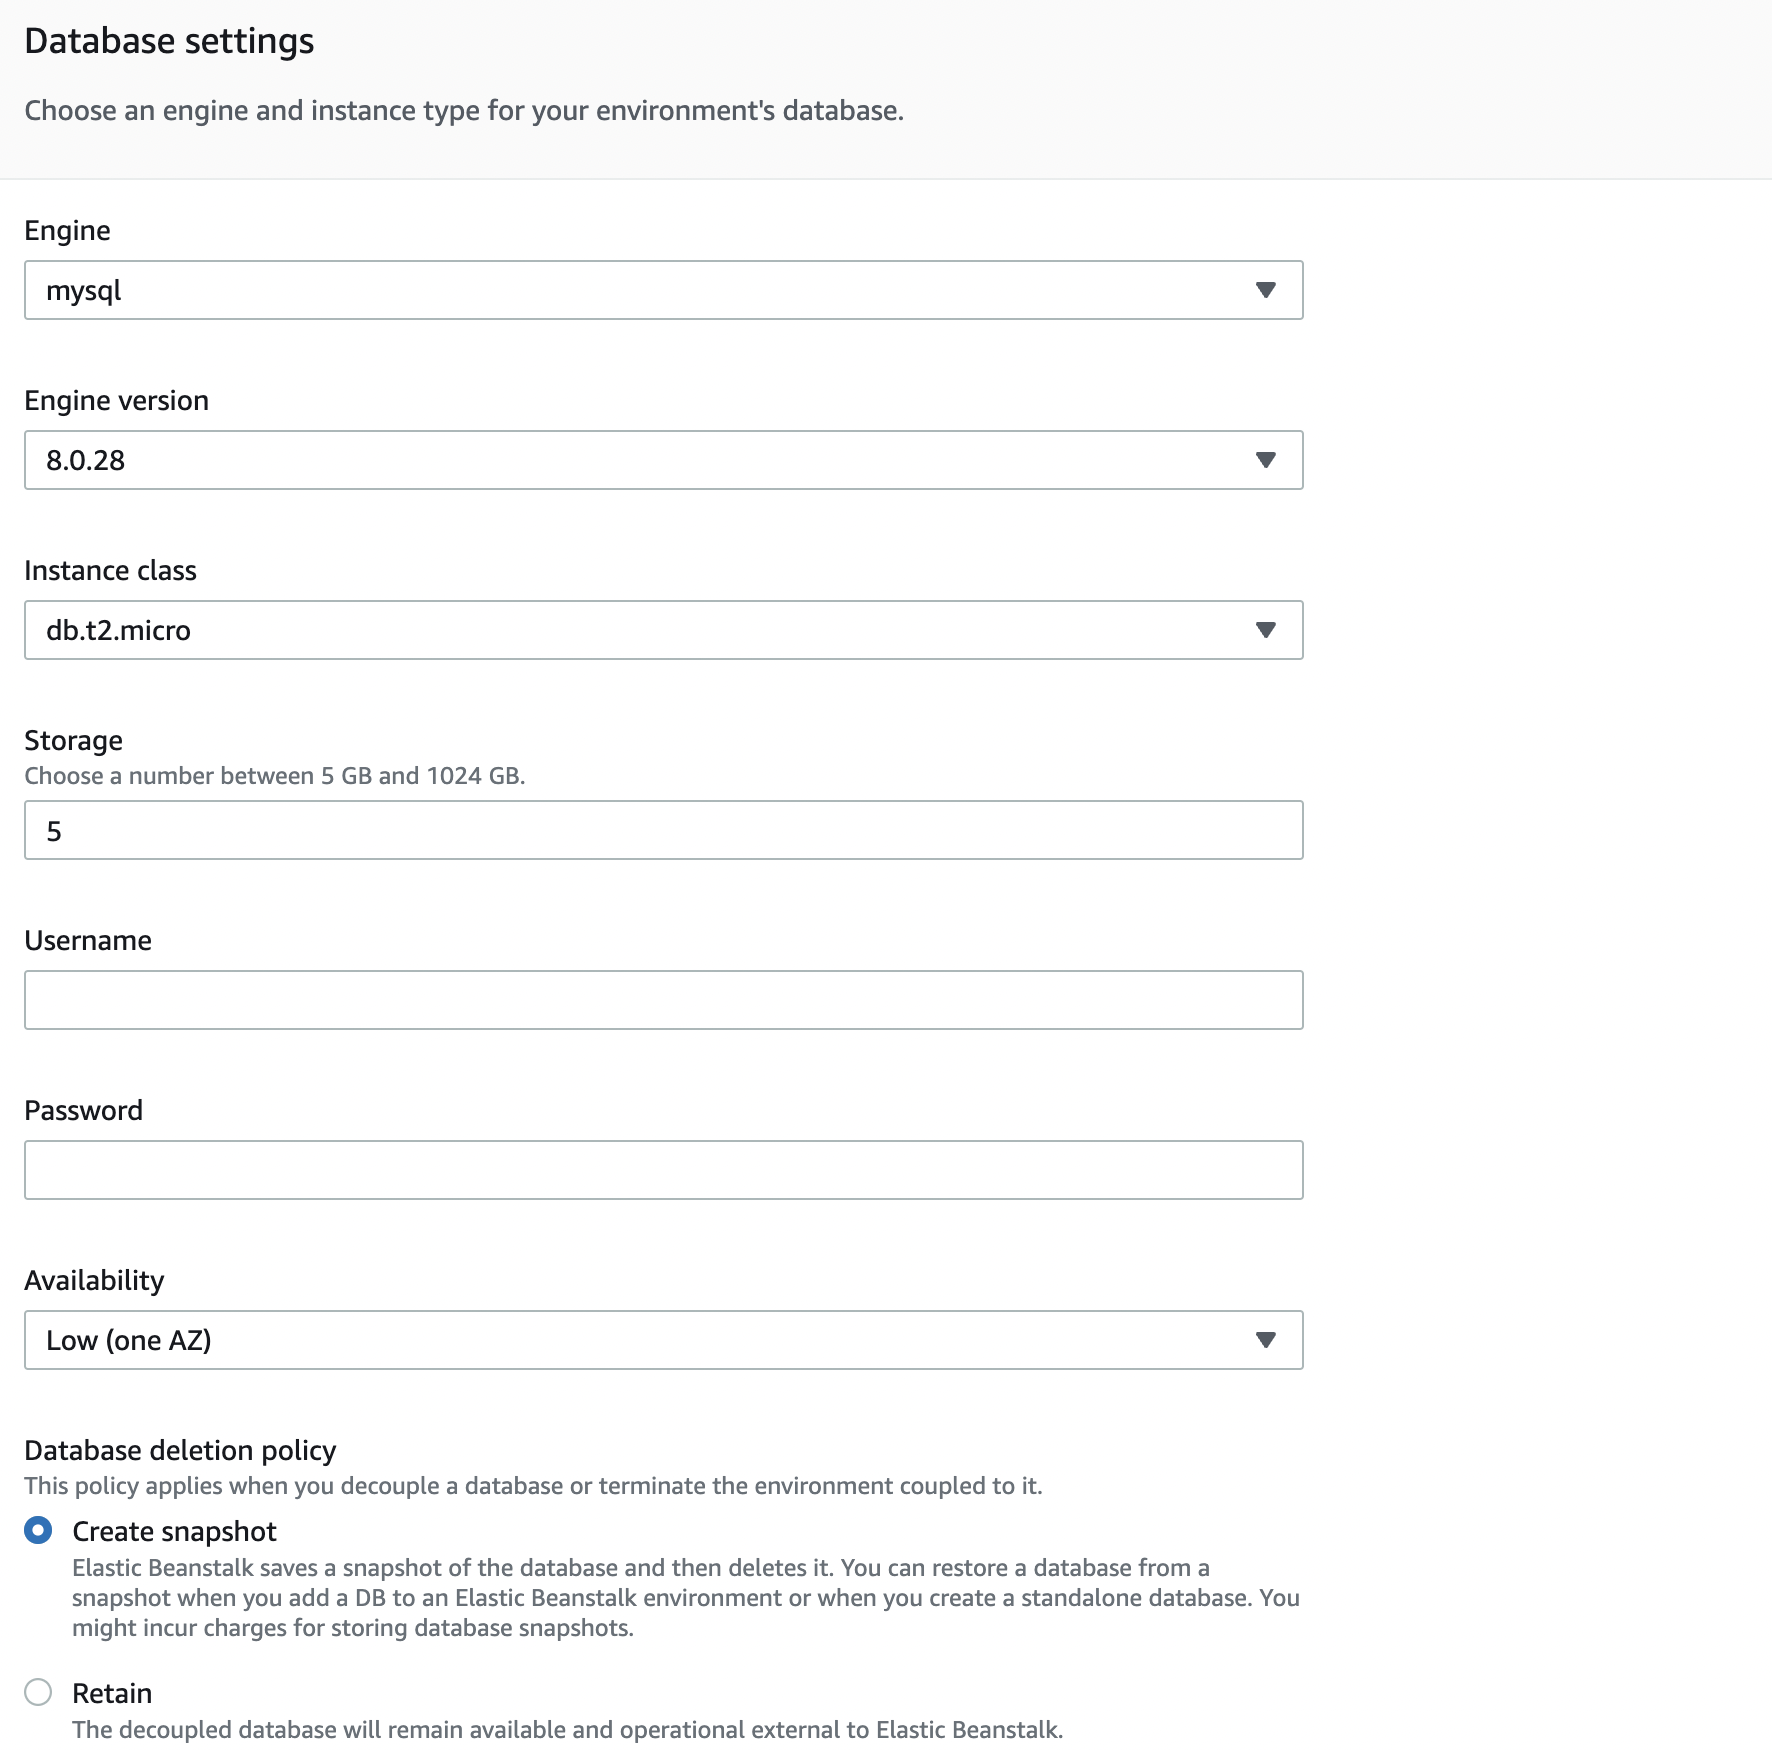 Database settings
Choose an engine and instance type for your environment's database.
Engine
mysql
Engine version
8.0.28
Instance class
db.t2.micro
Storage
Choose a number between 5 GB and 1024 GB.
5
Username
Password
Availability
Low (one AZ)
Database deletion policy
This policy applies when you decouple a database or terminate the environment coupled to it.
Create snapshot
Elastic Beanstalk saves a snapshot of the database and then deletes it. You can restore a database from a
snapshot when you add a DB to an Elastic Beanstalk environment or when you create a standalone database. You
might incur charges for storing database snapshots.
Retain
The decoupled database will remain available and operational external to Elastic Beanstalk.